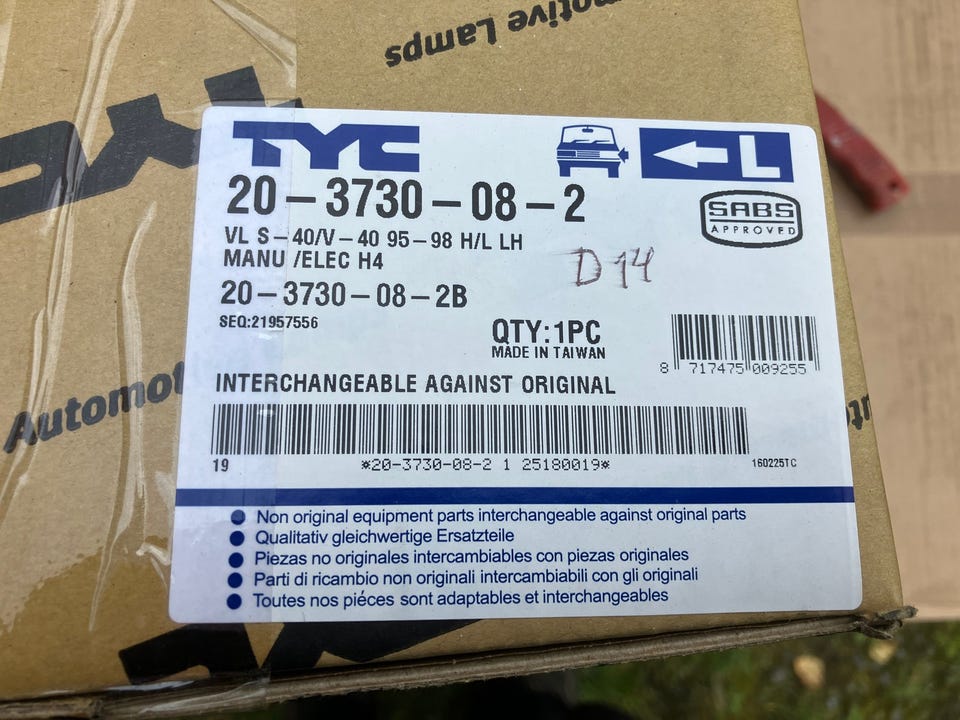 Automotive Lamps
TYC
TYC
L
20-3730-08-2
SABS
APPROVED
VL S-40/V-40 95-98 H/L LH
MANU /ELEC H4
D14
20-3730-08-2B
SEQ:21957556
QTY:1PC
MADE IN TAIWAN
8 717475 009255
INTERCHANGEABLE AGAINST ORIGINAL
Automot
19
*20-3730-08-2 1 25180019*
160225TC
Non original equipment parts interchangeable against original parts
Qualitativ gleichwertige Ersatzteile
Piezas no originales intercambiables con piezas originales
Parti di ricambio non originali intercambiabili con gli originali
Toutes nos piéces sont adaptables et interchangeables